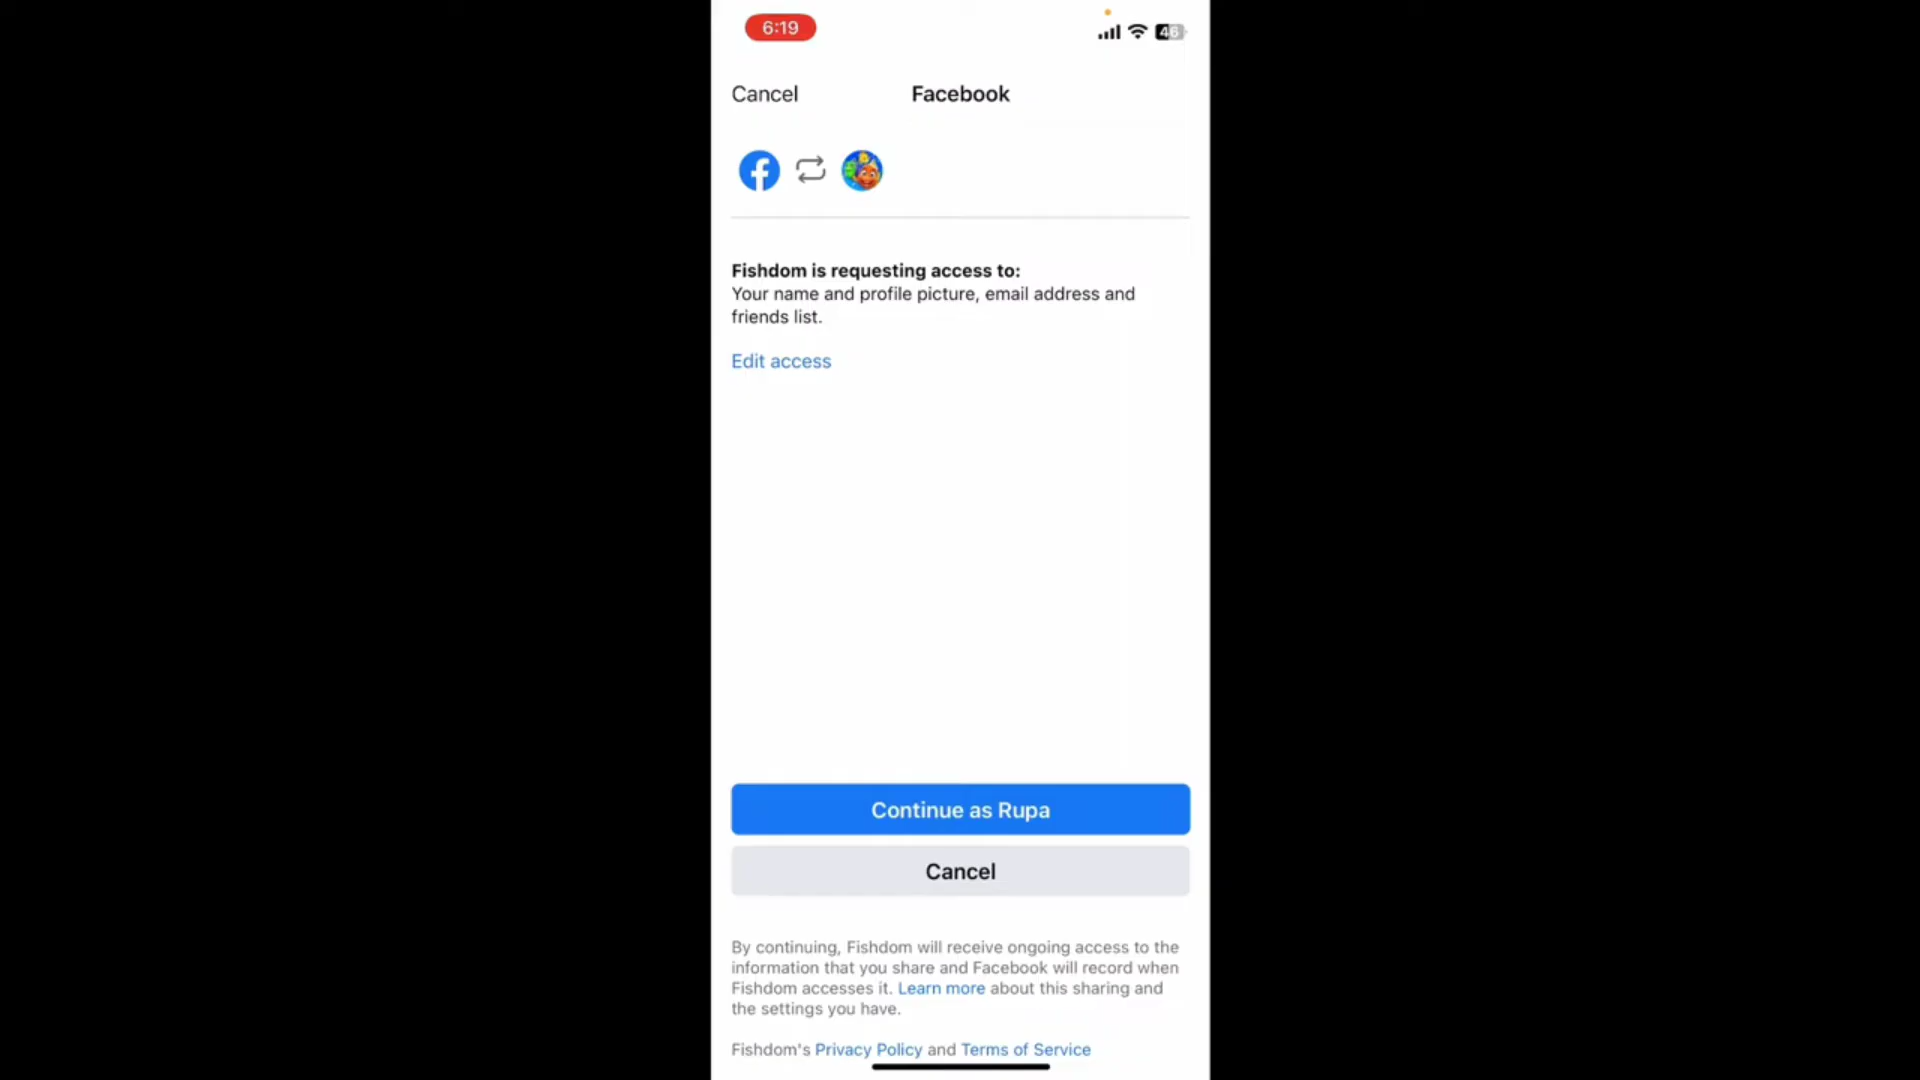 6:19
46
Cancel
Facebook
Fishdom is requesting access to:
Your name and profile picture, email address and
friends list.
Edit access
Continue as Rupa
Cancel
By continuing, Fishdom will receive ongoing access to the
information that you share and Facebook will record when
Fishdom accesses it. Learn more about this sharing and
the settings you have.
Fishdom's Privacy Policy and Terms of Service